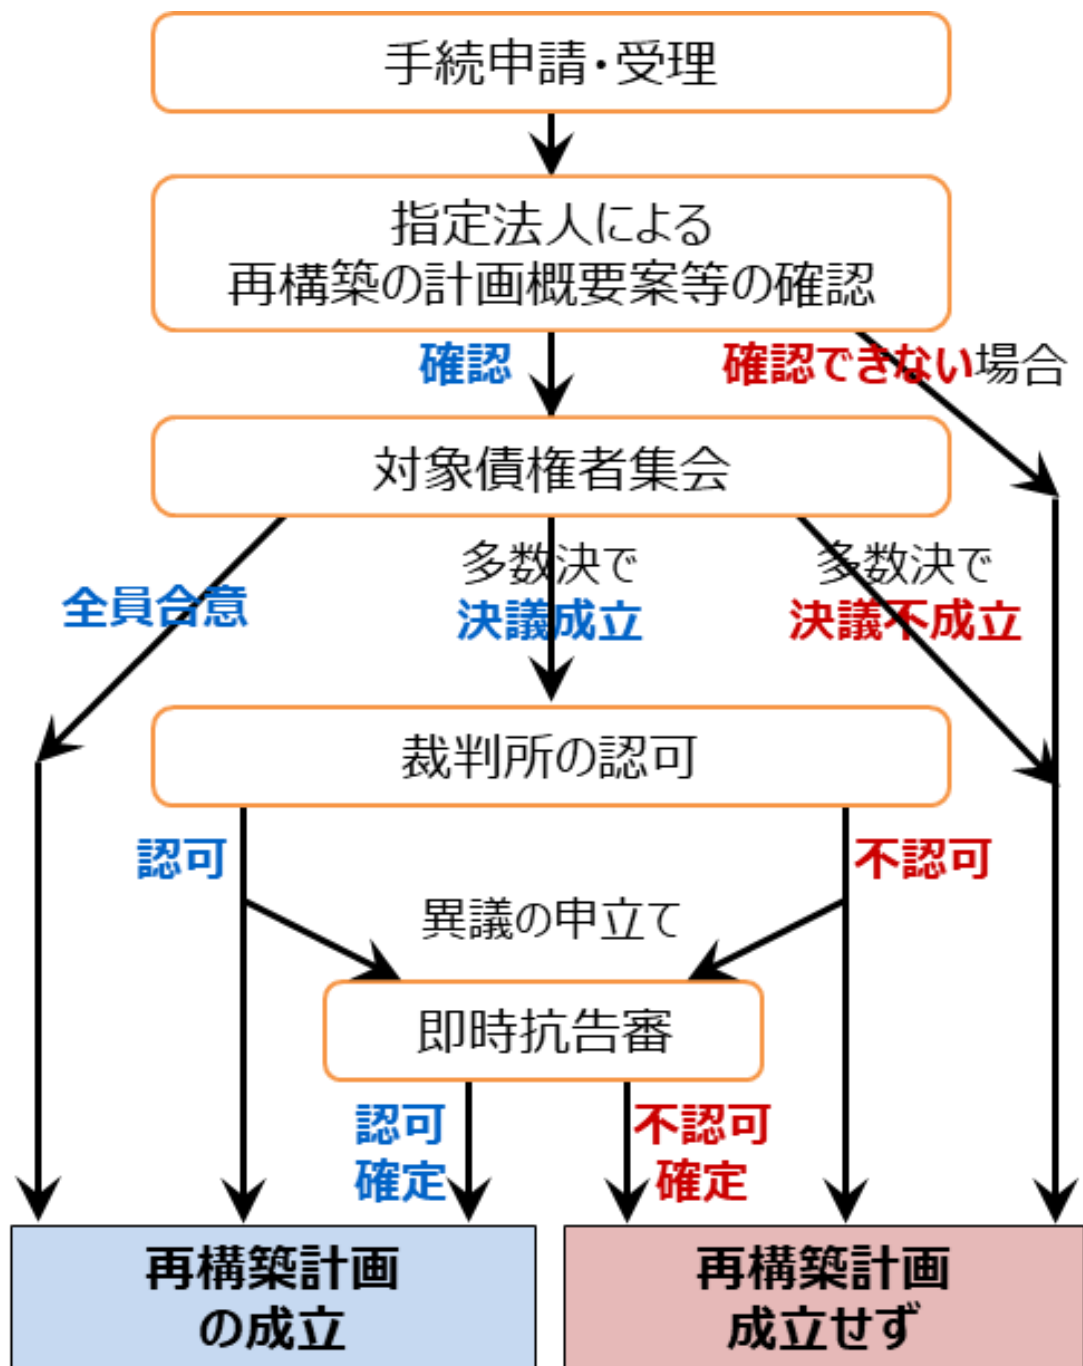 手続申請・受理
指定法人による
再構築の計画概要案等の確認
確認
確認できない場合
対象債権者集会
全員合意
多数決で
決議成立
多数決で
決議不成立
裁判所の認可
認可
不認可
異議の申立て
即時抗告審
認可
確定
不認可
確定
再構築計画
の成立
再構築計画
成立せず